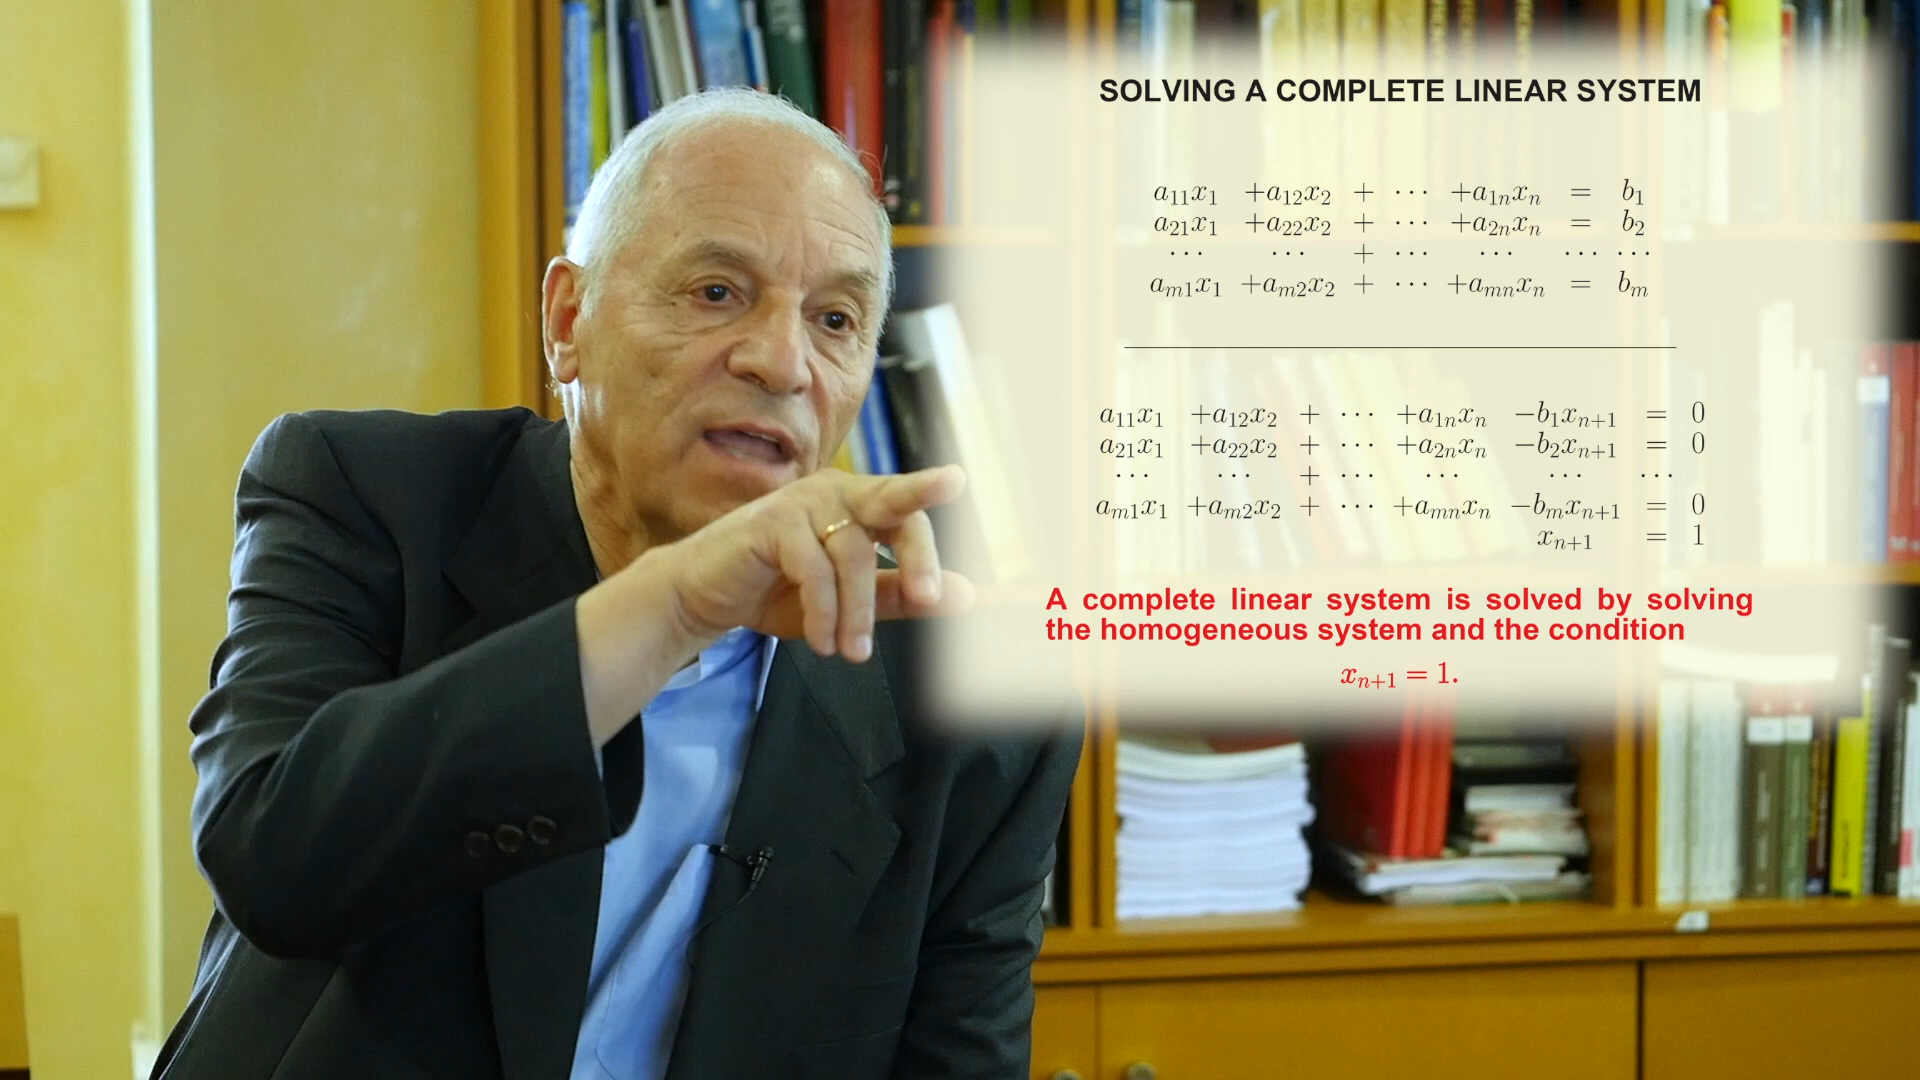 SOLVING A COMPLETE LINEAR SYSTEM
a₁₁x₁ +a₁₂x₂ + ⋯ +a₁ₙxₙ = b₁
a₂₁x₁ +a₂₂x₂ + ⋯ +a₂ₙxₙ = b₂
⋯ ⋯ + ⋯ ⋯ ⋯ ⋯
aₘ₁x₁ +aₘ₂x₂ + ⋯ +aₘₙxₙ = bₘ
a₁₁x₁ +a₁₂x₂ + ⋯ +a₁ₙxₙ −b₁xₙ₊₁ = 0
a₂₁x₁ +a₂₂x₂ + ⋯ +a₂ₙxₙ −b₂xₙ₊₁ = 0
⋯ ⋯ + ⋯ ⋯ ⋯ ⋯
aₘ₁x₁ +aₘ₂x₂ + ⋯ +aₘₙxₙ −bₘxₙ₊₁ = 0
xₙ₊₁ = 1
A complete linear system is solved by solving
the homogeneous system and the condition
xₙ₊₁ = 1.